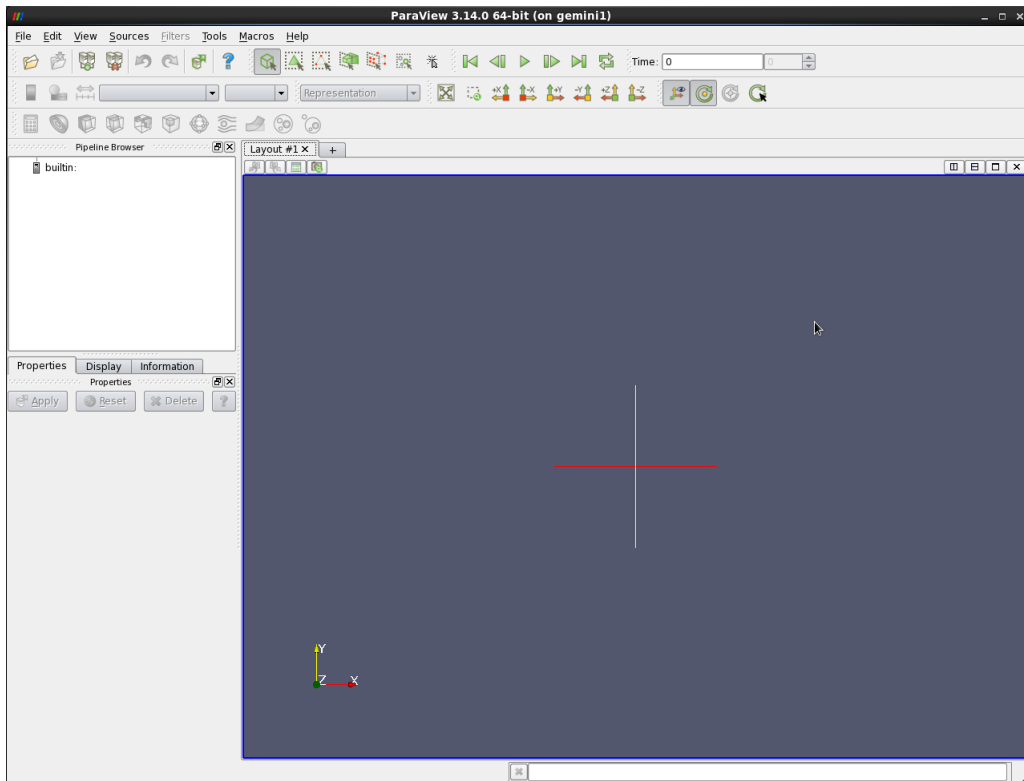 ParaView 3.14.0 64-bit (on gemini1)
File Edit View Sources Filters Tools Macros Help
? Time: 0 0
Representation +X -X +Y -Y +Z -Z
Pipeline Browser Layout #1 +
builtin:
Properties Display Information
Properties
Apply Reset Delete ?
Y
Z X